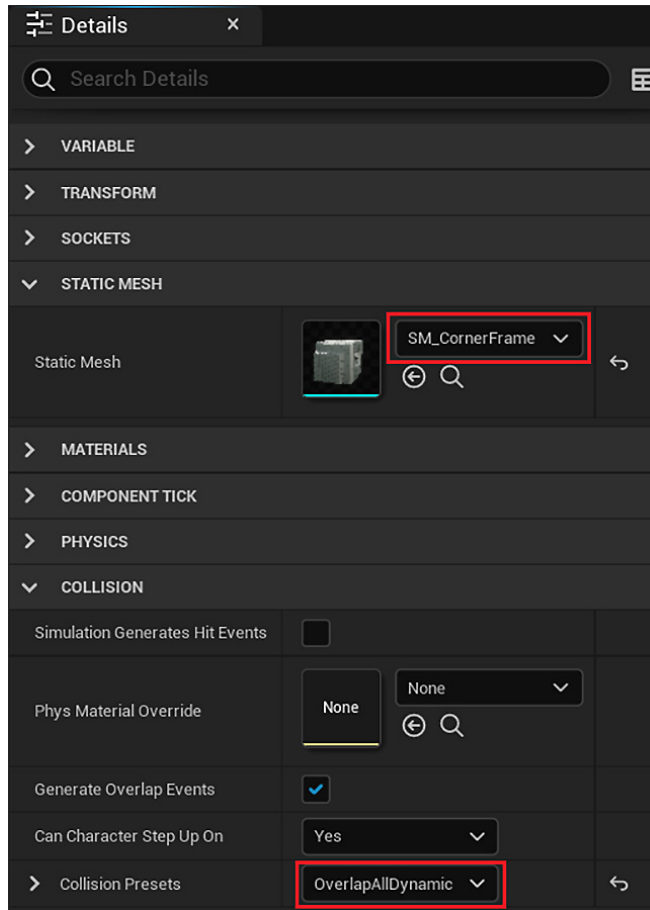 Details
Search Details
VARIABLE
TRANSFORM
SOCKETS
STATIC MESH
Static Mesh
SM_CornerFrame
MATERIALS
COMPONENT TICK
PHYSICS
COLLISION
Simulation Generates Hit Events
Phys Material Override
None
None
Generate Overlap Events
Can Character Step Up On
Yes
Collision Presets
OverlapAllDynamic